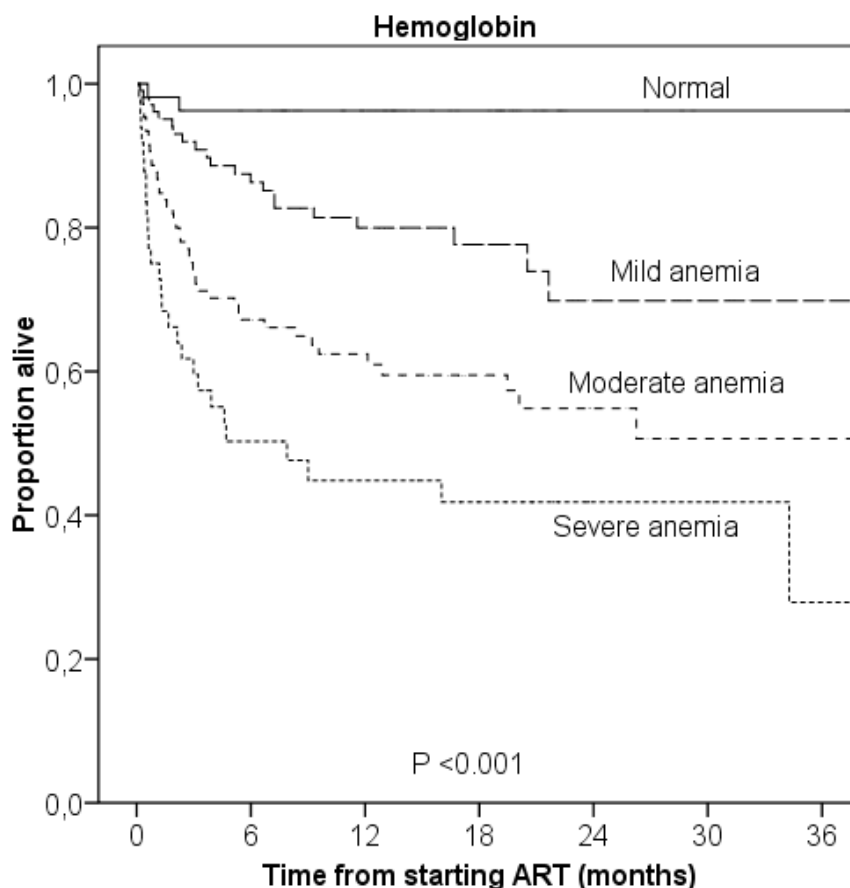 Hemoglobin
1,0
0,8
0,6
0,4
0,2
0,0
Proportion alive
Normal
Mild anemia
Moderate anemia
Severe anemia
P <0.001
0 6 12 18 24 30 36
Time from starting ART (months)